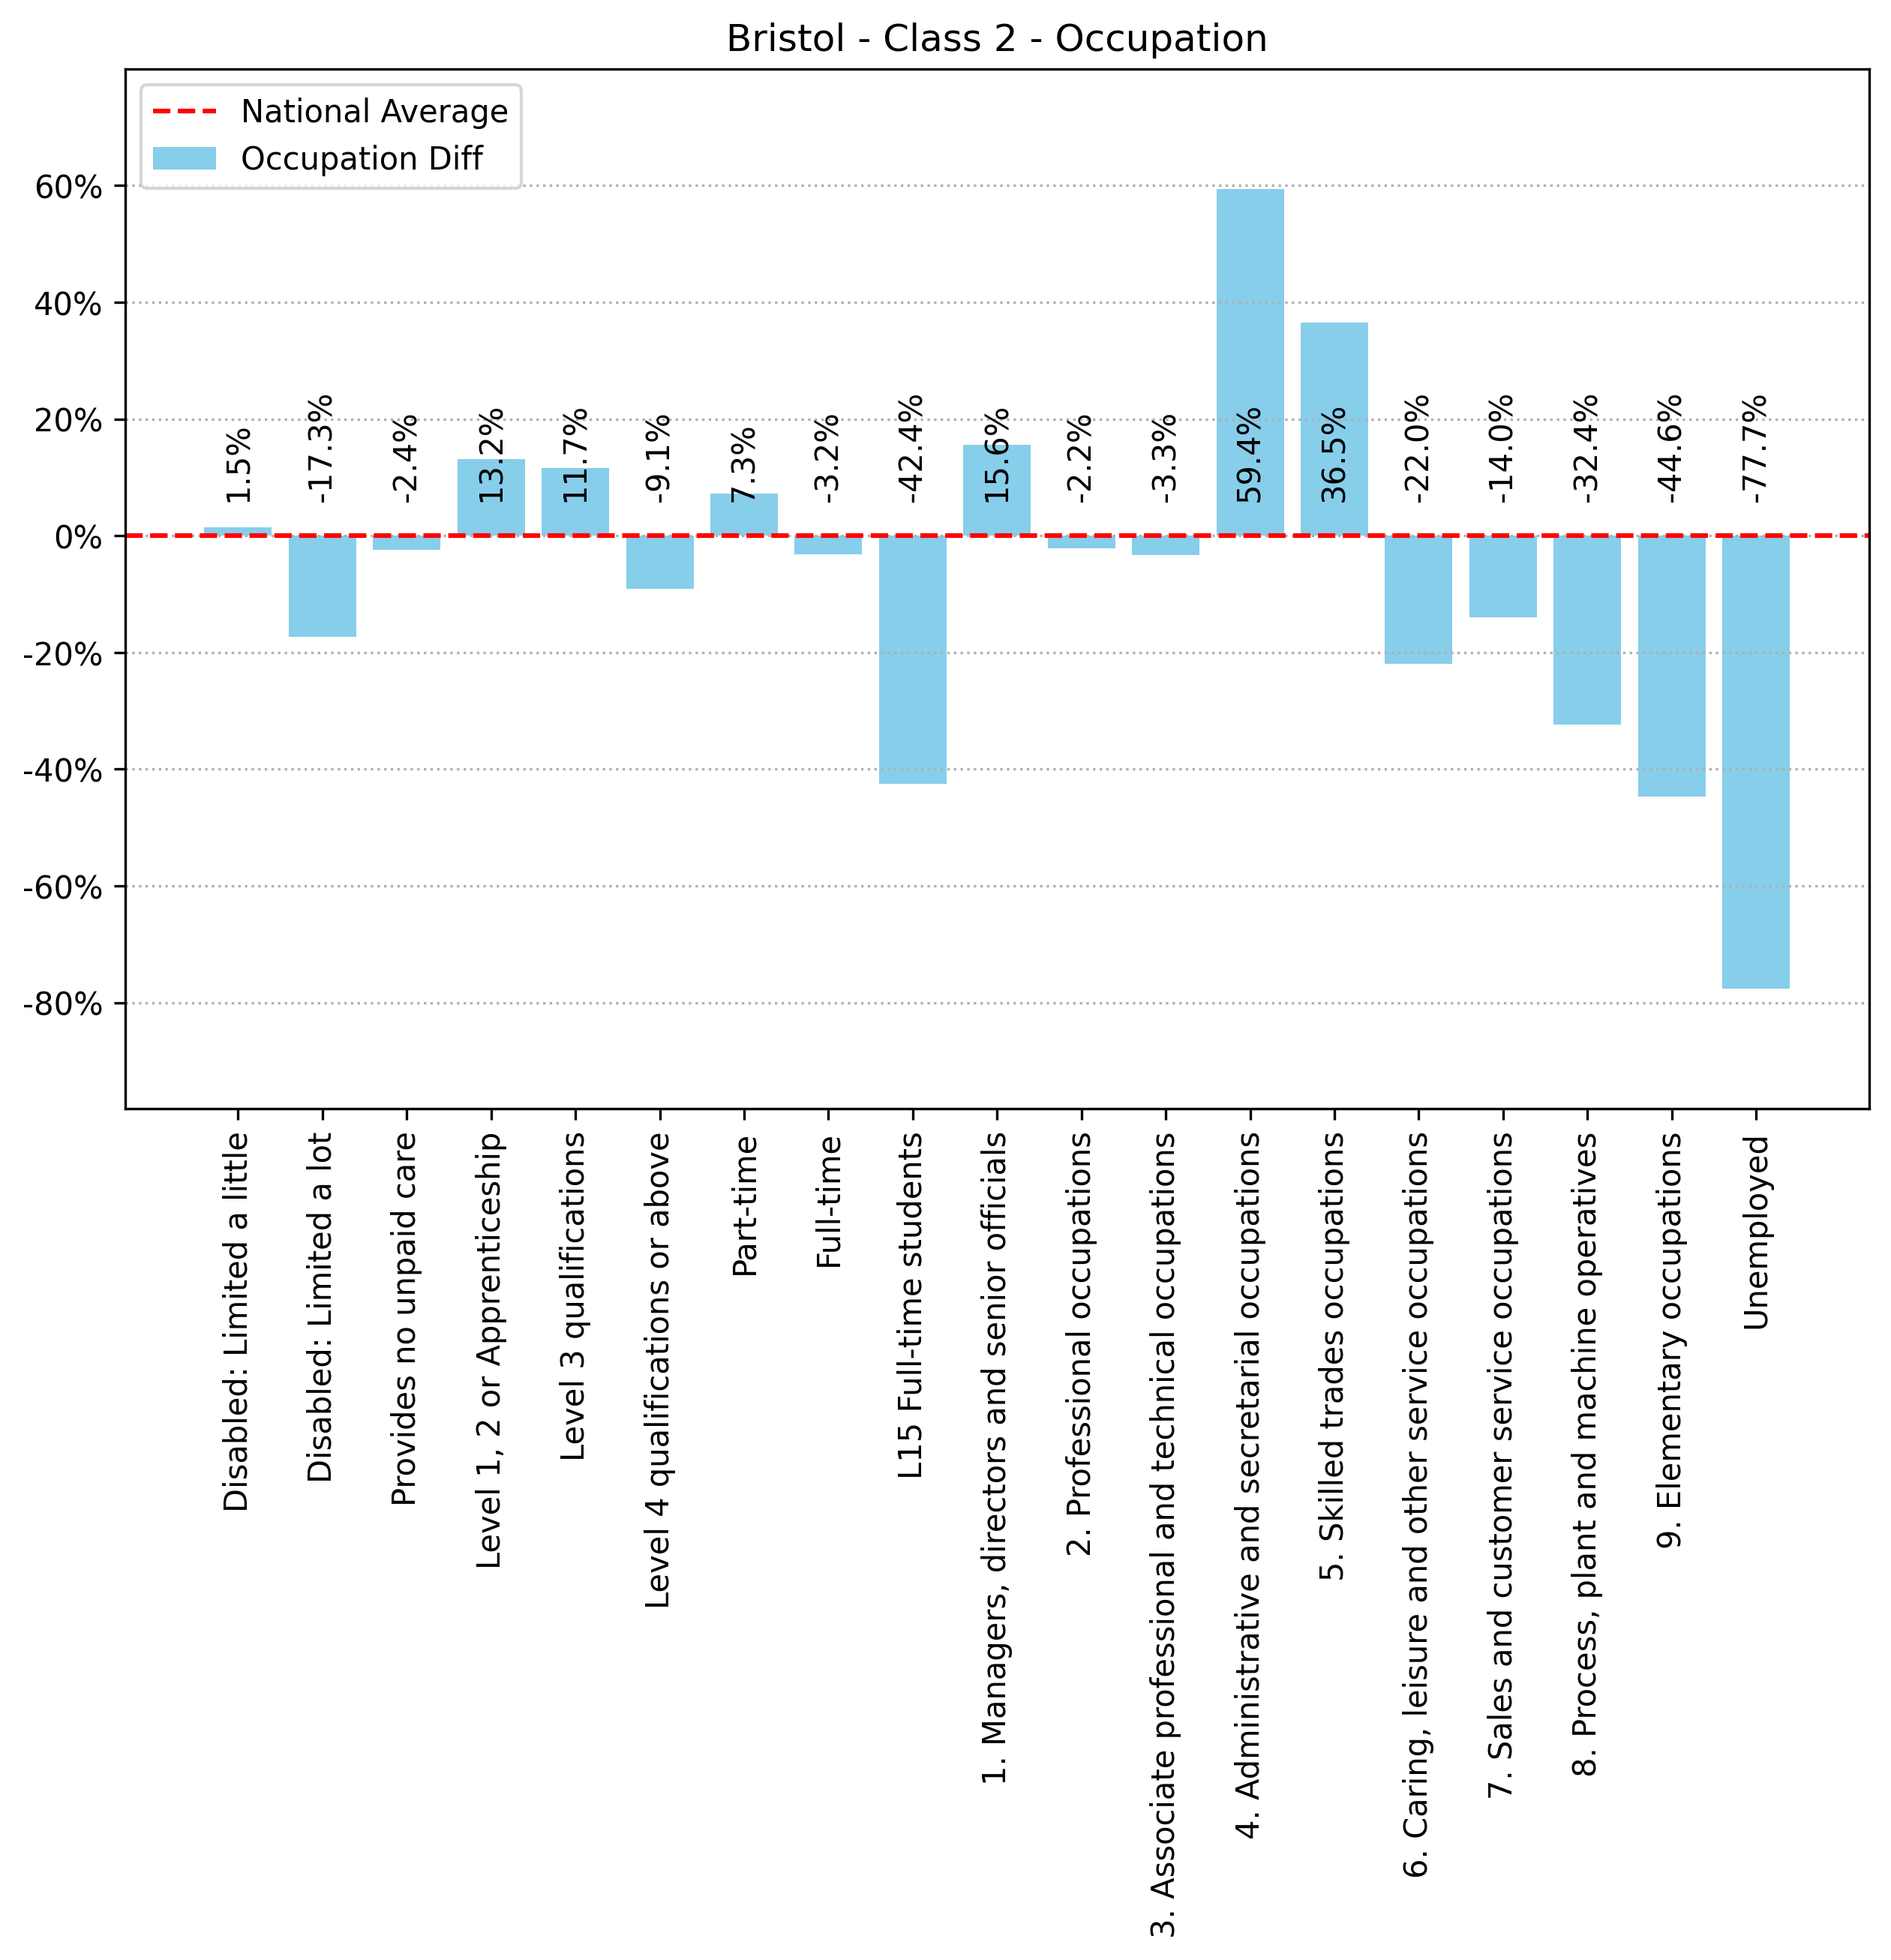 Bristol - Class 2 - Occupation
National Average
Occupation Diff
60%
40%
20%
0%
-20%
-40%
-60%
-80%
1.5%
-17.3%
-2.4%
13.2%
11.7%
-9.1%
7.3%
-3.2%
-42.4%
15.6%
-2.2%
-3.3%
59.4%
36.5%
-22.0%
-14.0%
-32.4%
-44.6%
-77.7%
Disabled: Limited a little
Disabled: Limited a lot
Provides no unpaid care
Level 1, 2 or Apprenticeship
Level 3 qualifications
Level 4 qualifications or above
Part-time
Full-time
L15 Full-time students
1. Managers, directors and senior officials
2. Professional occupations
3. Associate professional and technical occupations
4. Administrative and secretarial occupations
5. Skilled trades occupations
6. Caring, leisure and other service occupations
7. Sales and customer service occupations
8. Process, plant and machine operatives
9. Elementary occupations
Unemployed